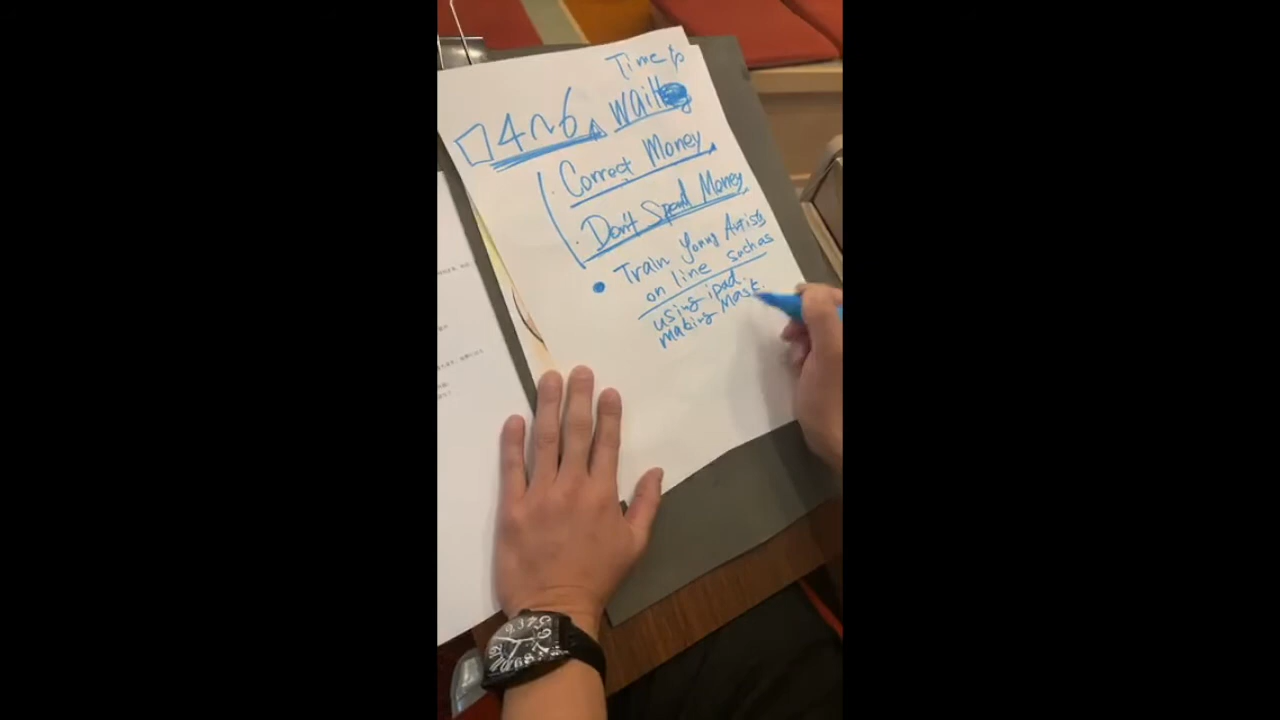 Time to
□ 4~6 wait
Correct Money
Don't Spend Money
Train Young Artists
on line such as
using ipad.
making Mask.